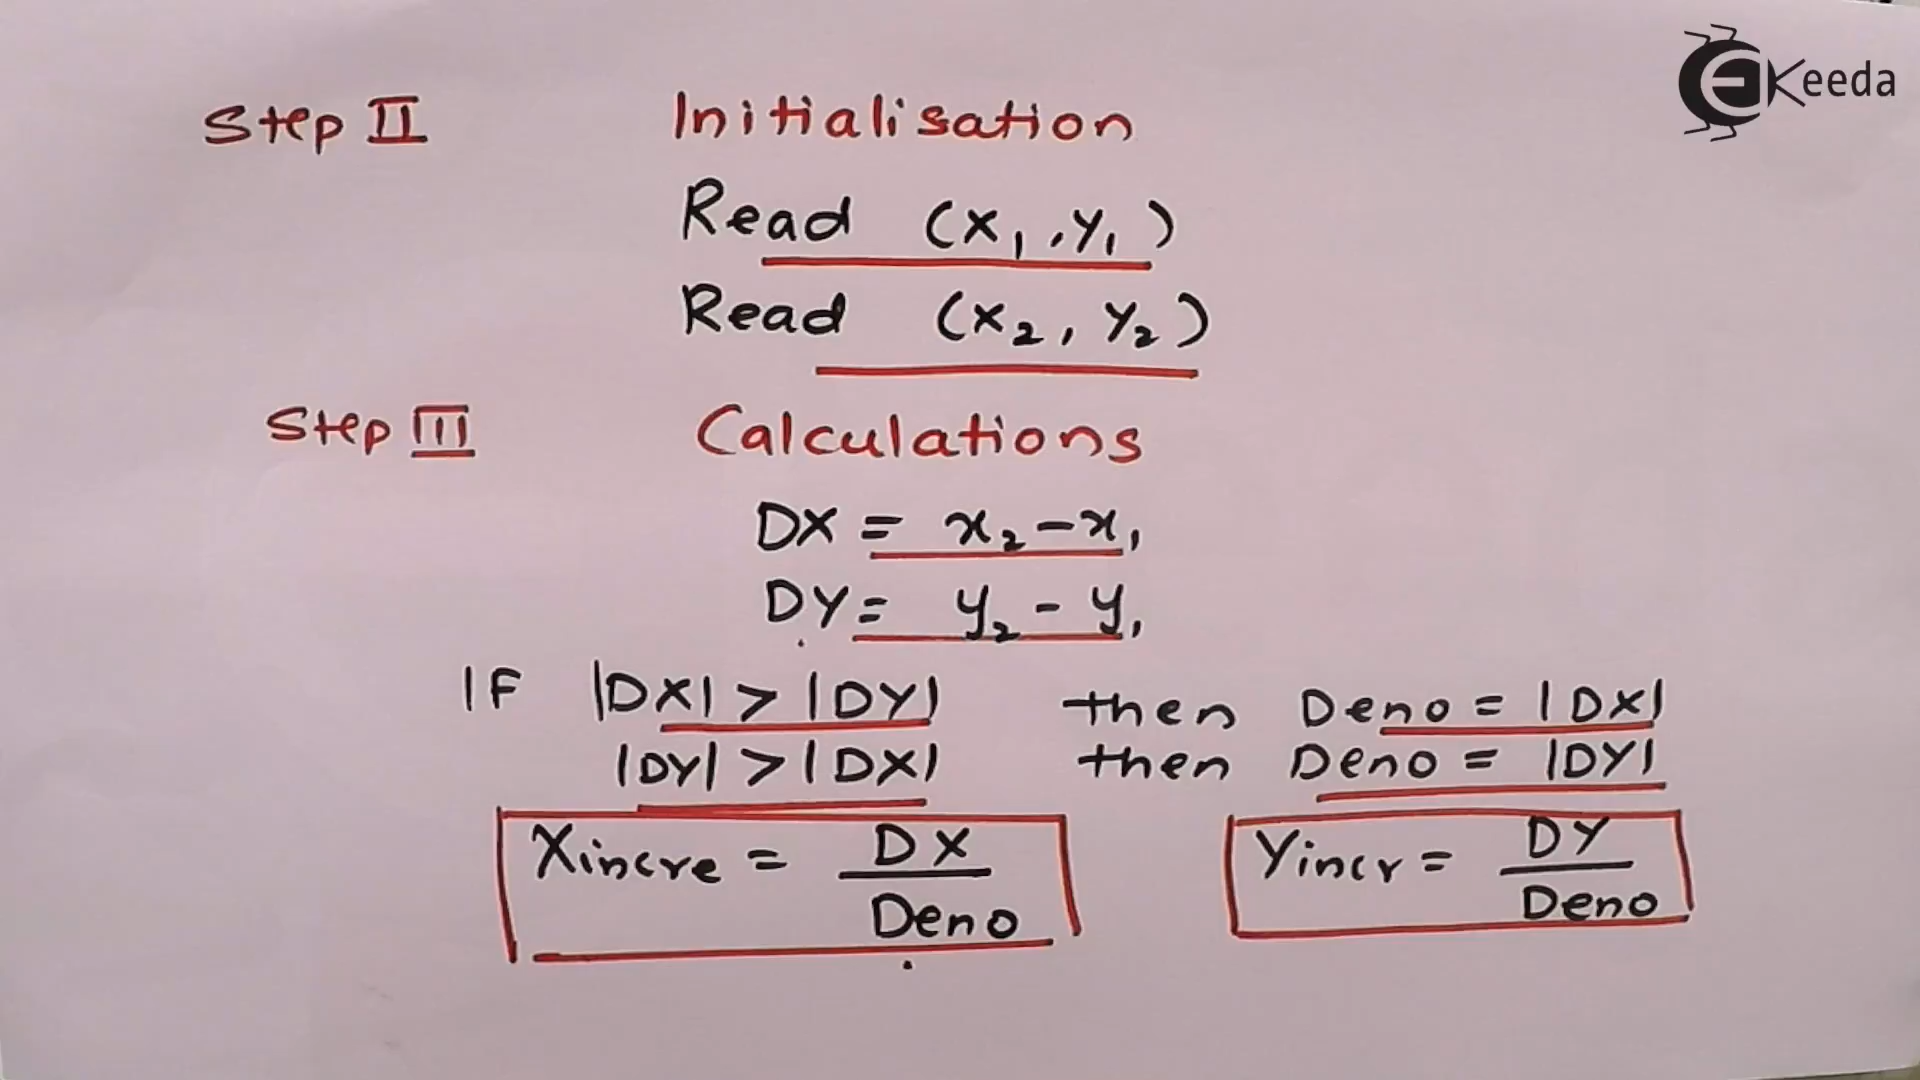 EKeeda
Step II Initialisation
Read (X₁, Y₁)
Read (X₂, Y₂)
Step III Calculations
DX = x₂ - x₁
DY = y₂ - y₁
IF |DX| > |DY| then Deno = |DX|
|DY| > |DX| then Deno = |DY|
Xincre = DX / Deno Yincr = DY / Deno